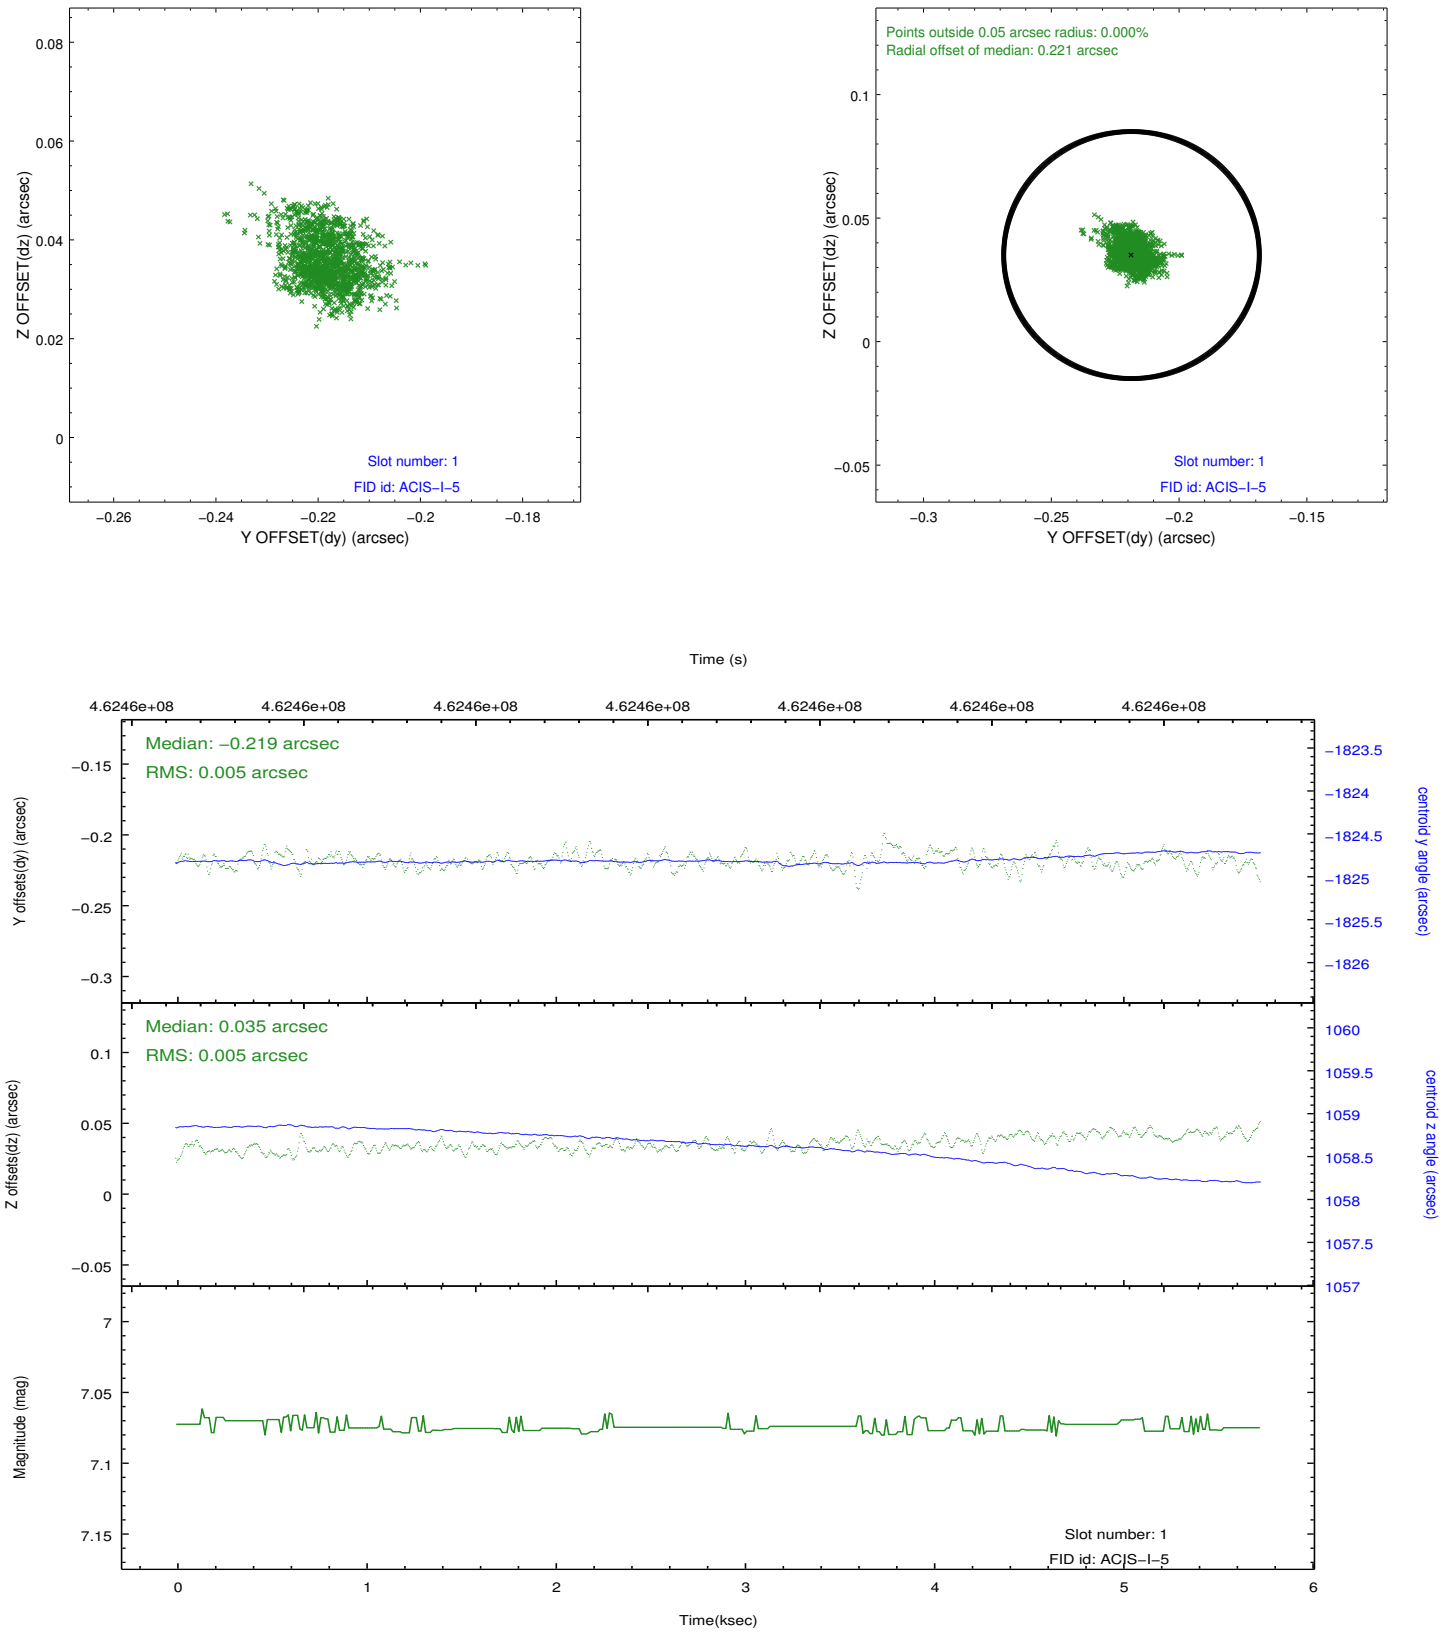 0.08
0.06
0.04
0.02
0
−0.26
−0.24
−0.22
−0.2
−0.18
Z OFFSET(dz) (arcsec)
Y OFFSET(dy) (arcsec)
Slot number: 1
FID id: ACIS−I−5
Points outside 0.05 arcsec radius: 0.000%
Radial offset of median: 0.221 arcsec
0.1
0.05
0
−0.05
−0.3
−0.25
−0.2
−0.15
Z OFFSET(dz) (arcsec)
Y OFFSET(dy) (arcsec)
Slot number: 1
FID id: ACIS−I−5
Time (s)
4.6246e+08
4.6246e+08
4.6246e+08
4.6246e+08
4.6246e+08
4.6246e+08
4.6246e+08
Median: −0.219 arcsec
RMS: 0.005 arcsec
−0.15
−0.2
−0.25
−0.3
Y offsets(dy) (arcsec)
−1823.5
−1824
−1824.5
−1825
−1825.5
−1826
centroid y angle (arcsec)
Median: 0.035 arcsec
RMS: 0.005 arcsec
0.1
0.05
0
−0.05
Z offsets(dz) (arcsec)
1060
1059.5
1059
1058.5
1058
1057.5
1057
centroid z angle (arcsec)
7
7.05
7.1
7.15
Magnitude (mag)
Slot number: 1
FID id: ACIS−I−5
0
1
2
3
4
5
6
Time(ksec)